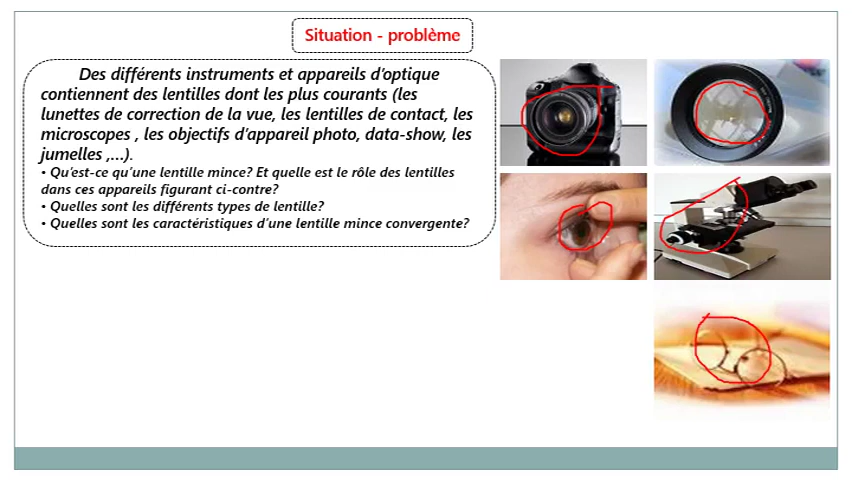 Situation - problème
Des différents instruments et appareils d'optique
contiennent des lentilles dont les plus courants (les
lunettes de correction de la vue, les lentilles de contact, les
microscopes , les objectifs d'appareil photo, data-show, les
jumelles ,...).
• Qu'est-ce qu'une lentille mince? Et quelle est le rôle des lentilles
dans ces appareils figurant ci-contre?
• Quelles sont les différents types de lentille?
• Quelles sont les caractéristiques d'une lentille mince convergente?